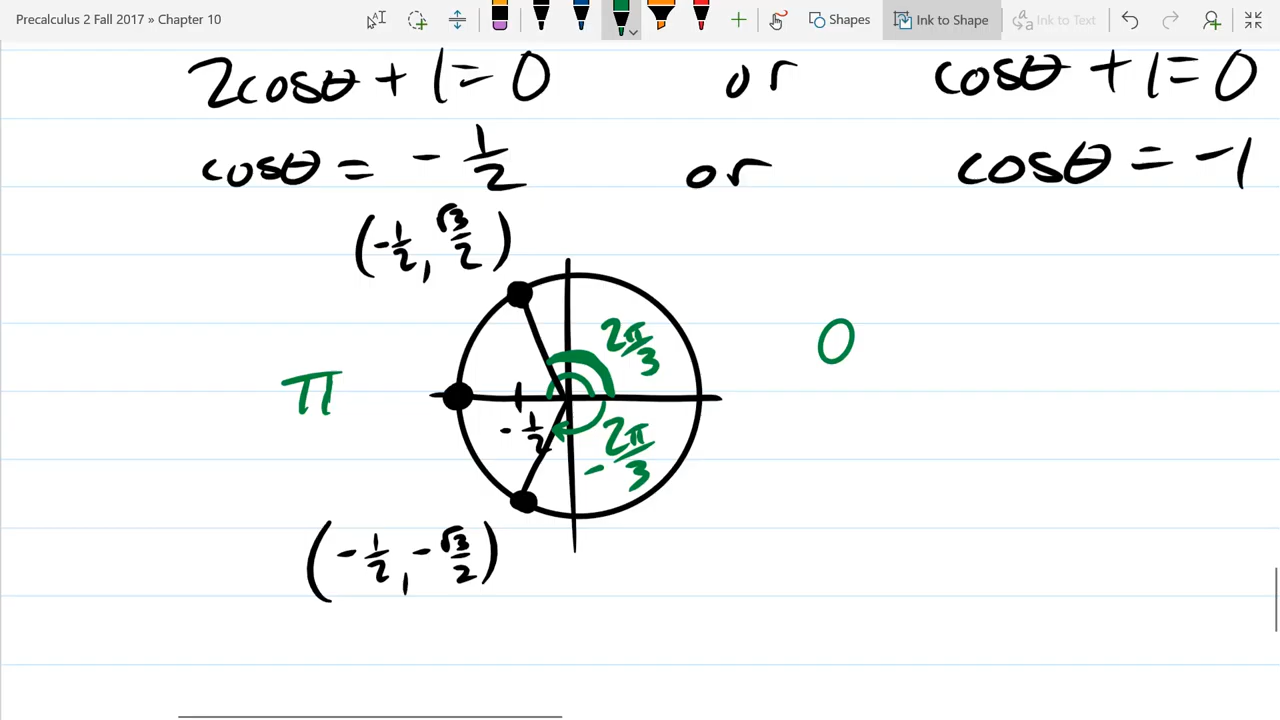 Precalculus 2 Fall 2017 » Chapter 10
Shapes
Ink to Shape
Ink to Text
2cosθ + 1 = 0 or cosθ + 1 = 0
cosθ = -1/2 or cosθ = -1
(-1/2, √3/2)
2π/3
0
π
-1/2
-2π/3
(-1/2, -√3/2)